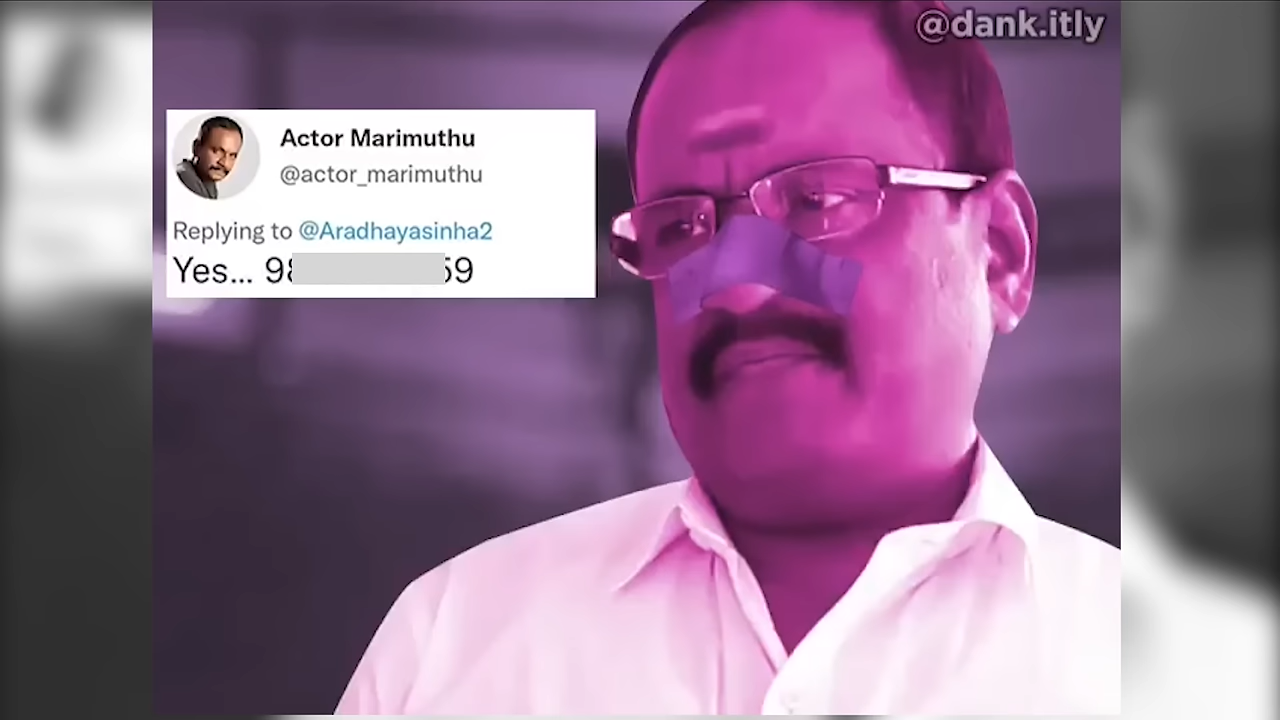 @dank.itly
Actor Marimuthu
@actor_marimuthu
Replying to @Aradhayasinha2
Yes... 98 59